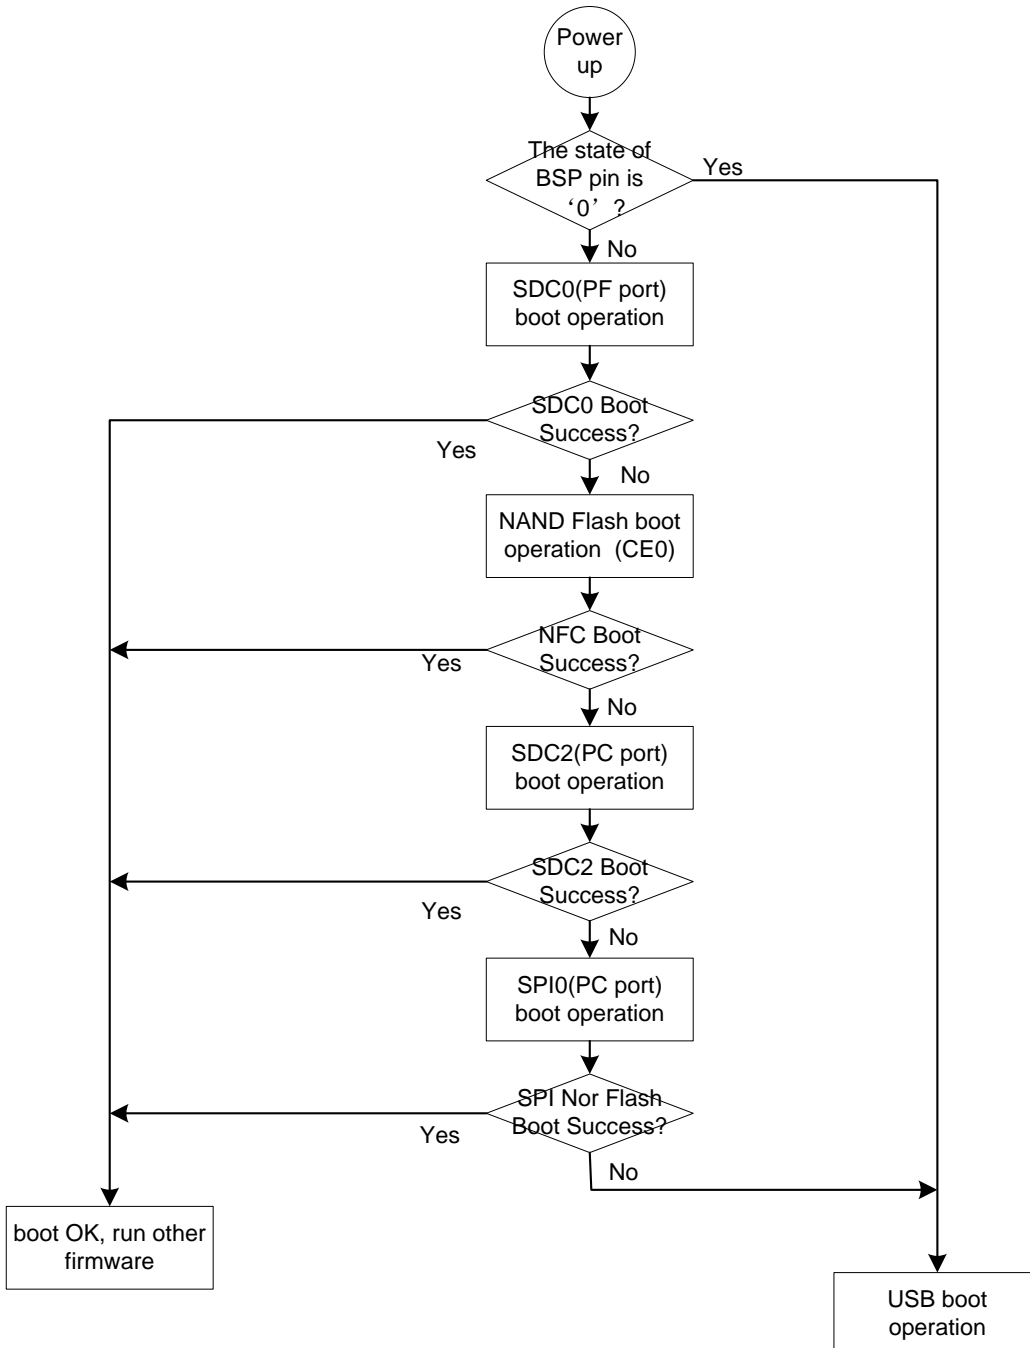 Power
up
The state of
BSP pin is
‘0’ ?
Yes
No
SDC0(PF port)
boot operation
SDC0 Boot
Success?
Yes
No
NAND Flash boot
operation (CE0)
NFC Boot
Success?
Yes
No
SDC2(PC port)
boot operation
SDC2 Boot
Success?
Yes
No
SPI0(PC port)
boot operation
SPI Nor Flash
Boot Success?
Yes
No
boot OK, run other
firmware
USB boot
operation